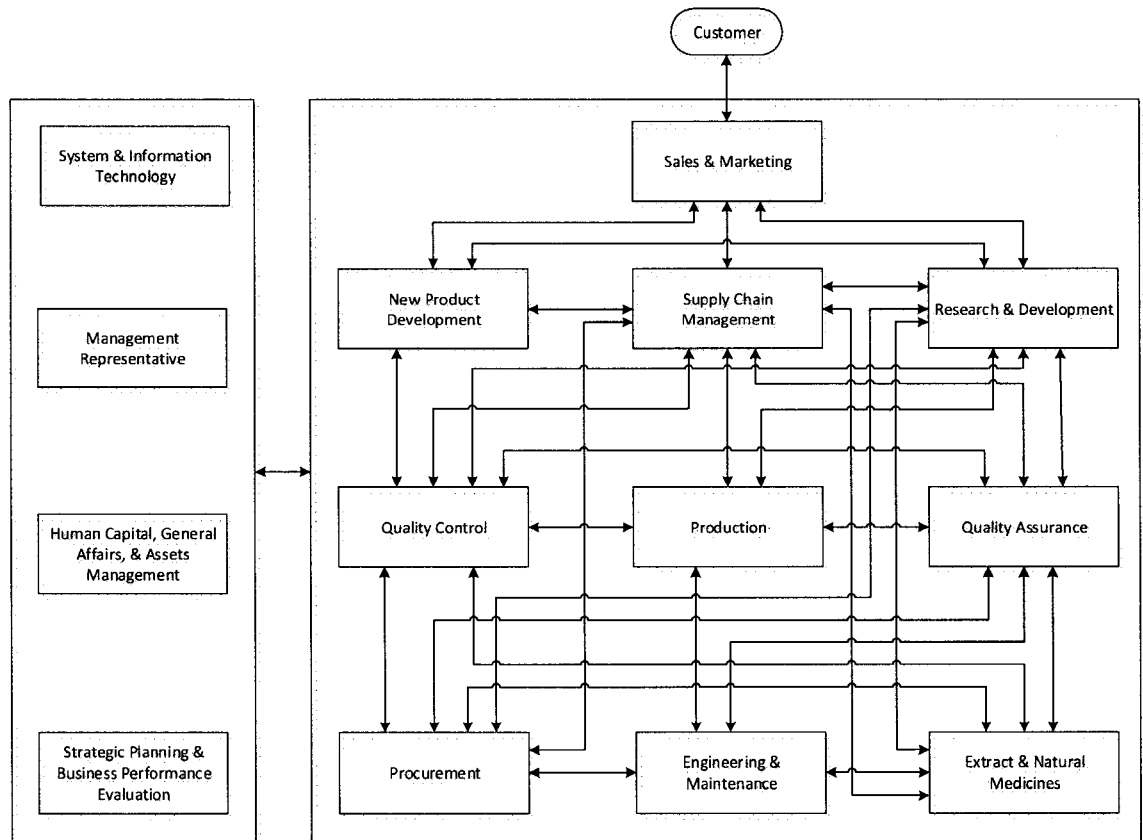 Customer
System & Information
Technology
Sales & Marketing
New Product
Development
Supply Chain
Management
Research & Development
Management
Representative
Human Capital, General
Affairs, & Assets
Management
Quality Control
Production
Quality Assurance
Strategic Planning &
Business Performance
Evaluation
Procurement
Engineering &
Maintenance
Extract & Natural
Medicines